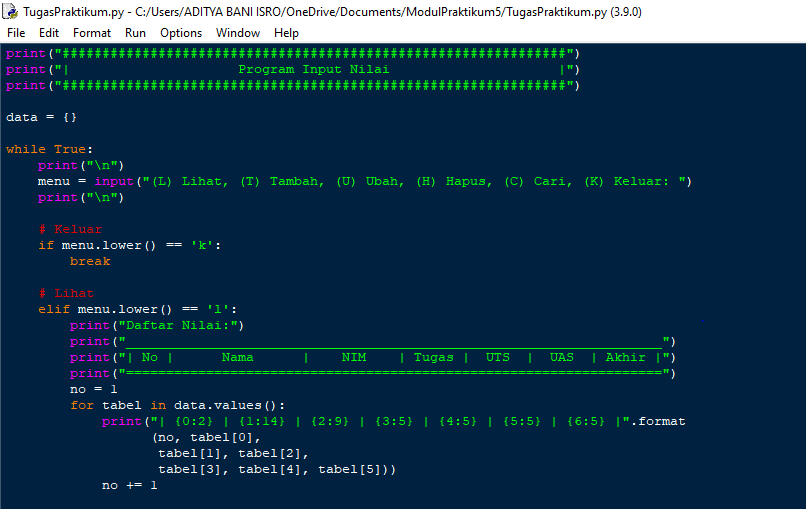 TugasPraktikum.py - C:/Users/ADITYA BANI ISRO/OneDrive/Documents/ModulPraktikum5/TugasPraktikum.py (3.9.0)
File Edit Format Run Options Window Help
print("###############################################################")
print("|                     Program Input Nilai                     |")
print("###############################################################")

data = {}

while True:
    print("\n")
    menu = input("(L) Lihat, (T) Tambah, (U) Ubah, (H) Hapus, (C) Cari, (K) Keluar: ")
    print("\n")

    # Keluar
    if menu.lower() == 'k':
        break

    # Lihat
    elif menu.lower() == 'l':
        print("Daftar Nilai:")
        print("___________________________________________________________________")
        print("| No |      Nama      |    NIM    | Tugas |  UTS  |  UAS  | Akhir |")
        print("===================================================================")
        no = 1
        for tabel in data.values():
            print("| {0:2} | {1:14} | {2:9} | {3:5} | {4:5} | {5:5} | {6:5} |".format
                  (no, tabel[0],
                   tabel[1], tabel[2],
                   tabel[3], tabel[4], tabel[5]))
            no += 1